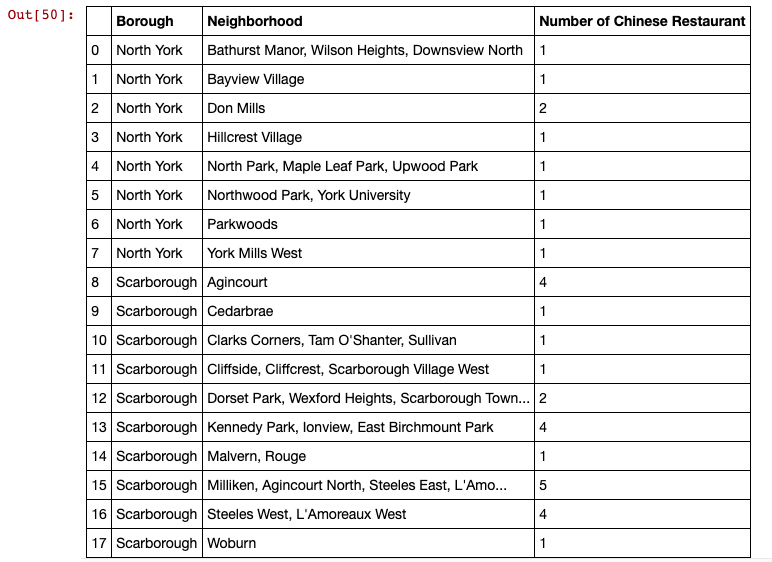 Out[50]:
Borough Neighborhood Number of Chinese Restaurant
0 North York Bathurst Manor, Wilson Heights, Downsview North 1
1 North York Bayview Village 1
2 North York Don Mills 2
3 North York Hillcrest Village 1
4 North York North Park, Maple Leaf Park, Upwood Park 1
5 North York Northwood Park, York University 1
6 North York Parkwoods 1
7 North York York Mills West 1
8 Scarborough Agincourt 4
9 Scarborough Cedarbrae 1
10 Scarborough Clarks Corners, Tam O'Shanter, Sullivan 1
11 Scarborough Cliffside, Cliffcrest, Scarborough Village West 1
12 Scarborough Dorset Park, Wexford Heights, Scarborough Town... 2
13 Scarborough Kennedy Park, Ionview, East Birchmount Park 4
14 Scarborough Malvern, Rouge 1
15 Scarborough Milliken, Agincourt North, Steeles East, L'Amo... 5
16 Scarborough Steeles West, L'Amoreaux West 4
17 Scarborough Woburn 1